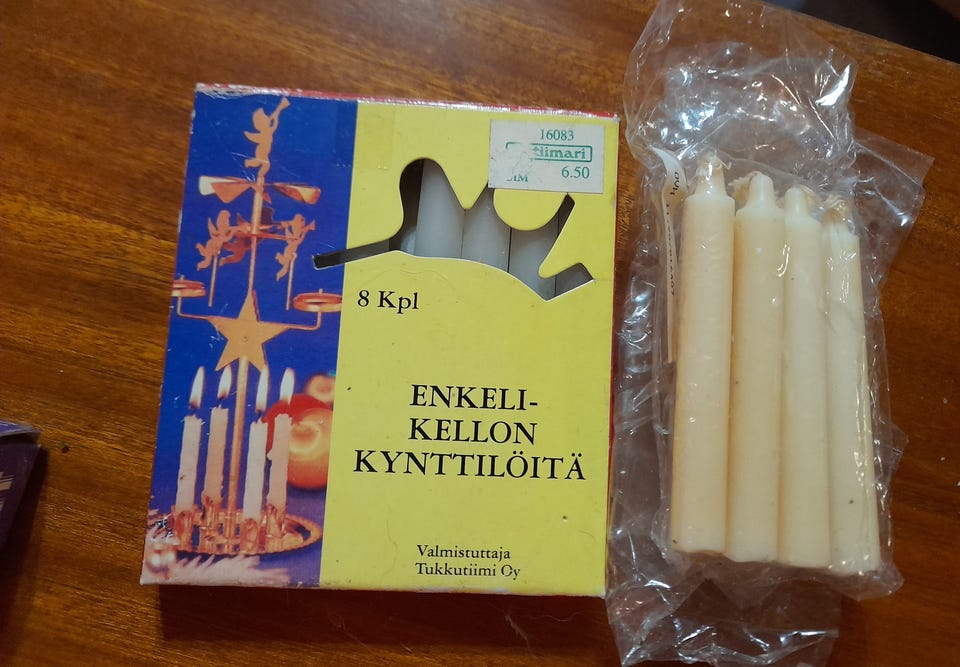 16083
6.50
8 Kpl
ENKELI-
KELLON
KYNTTILÖITÄ
Valmistuttaja
Tukkutiimi Oy